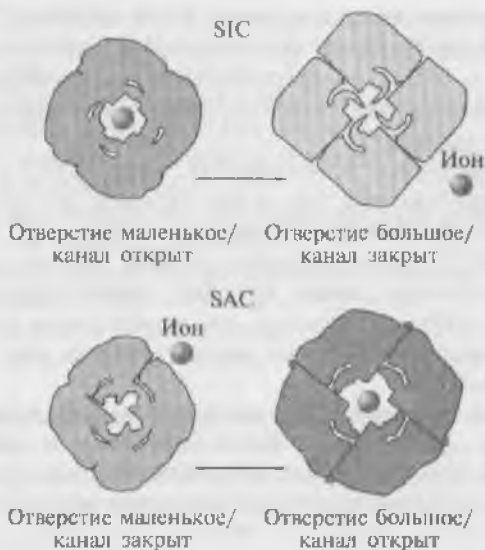 SIC
Ион
Отверстие маленькое/ Отверстие большое/
канал открыт канал закрыт
SAC
Ион
Отверстие маленькое/ Отверстие большое/
канал закрыт канал открыт